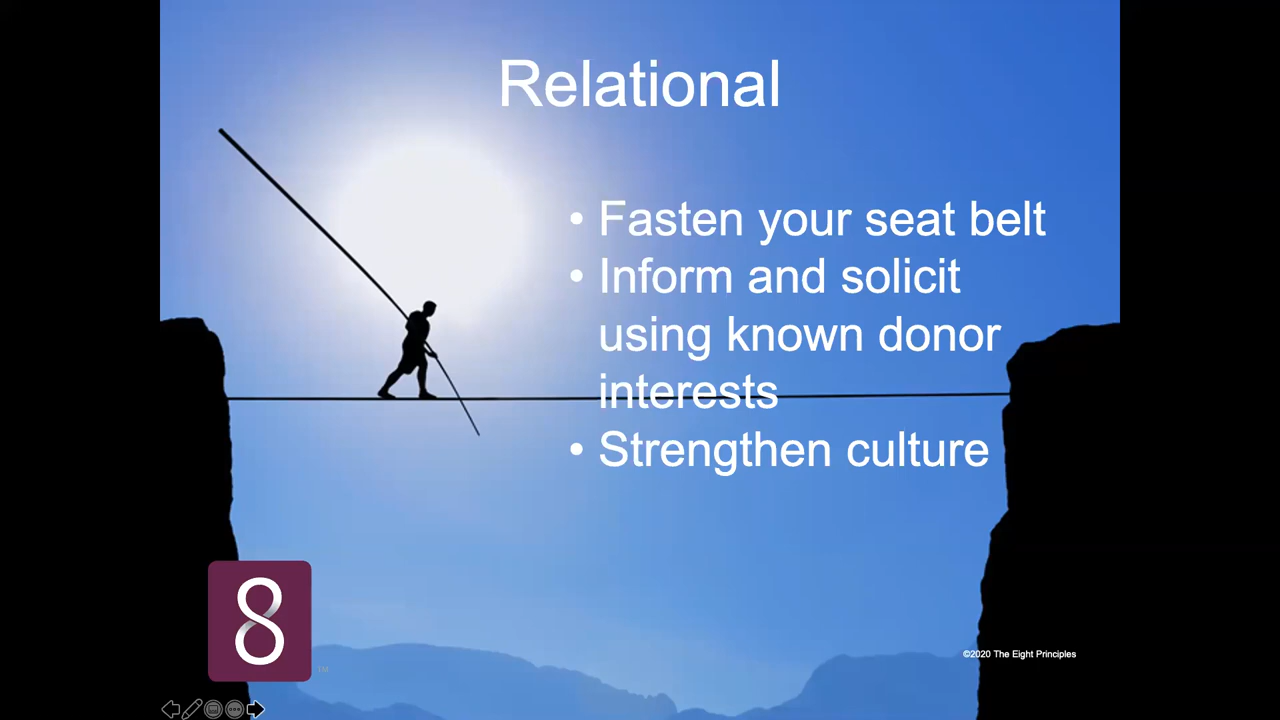 Relational
• Fasten your seat belt
• Inform and solicit
using known donor
interests
• Strengthen culture
8
TM
©2020 The Eight Principles